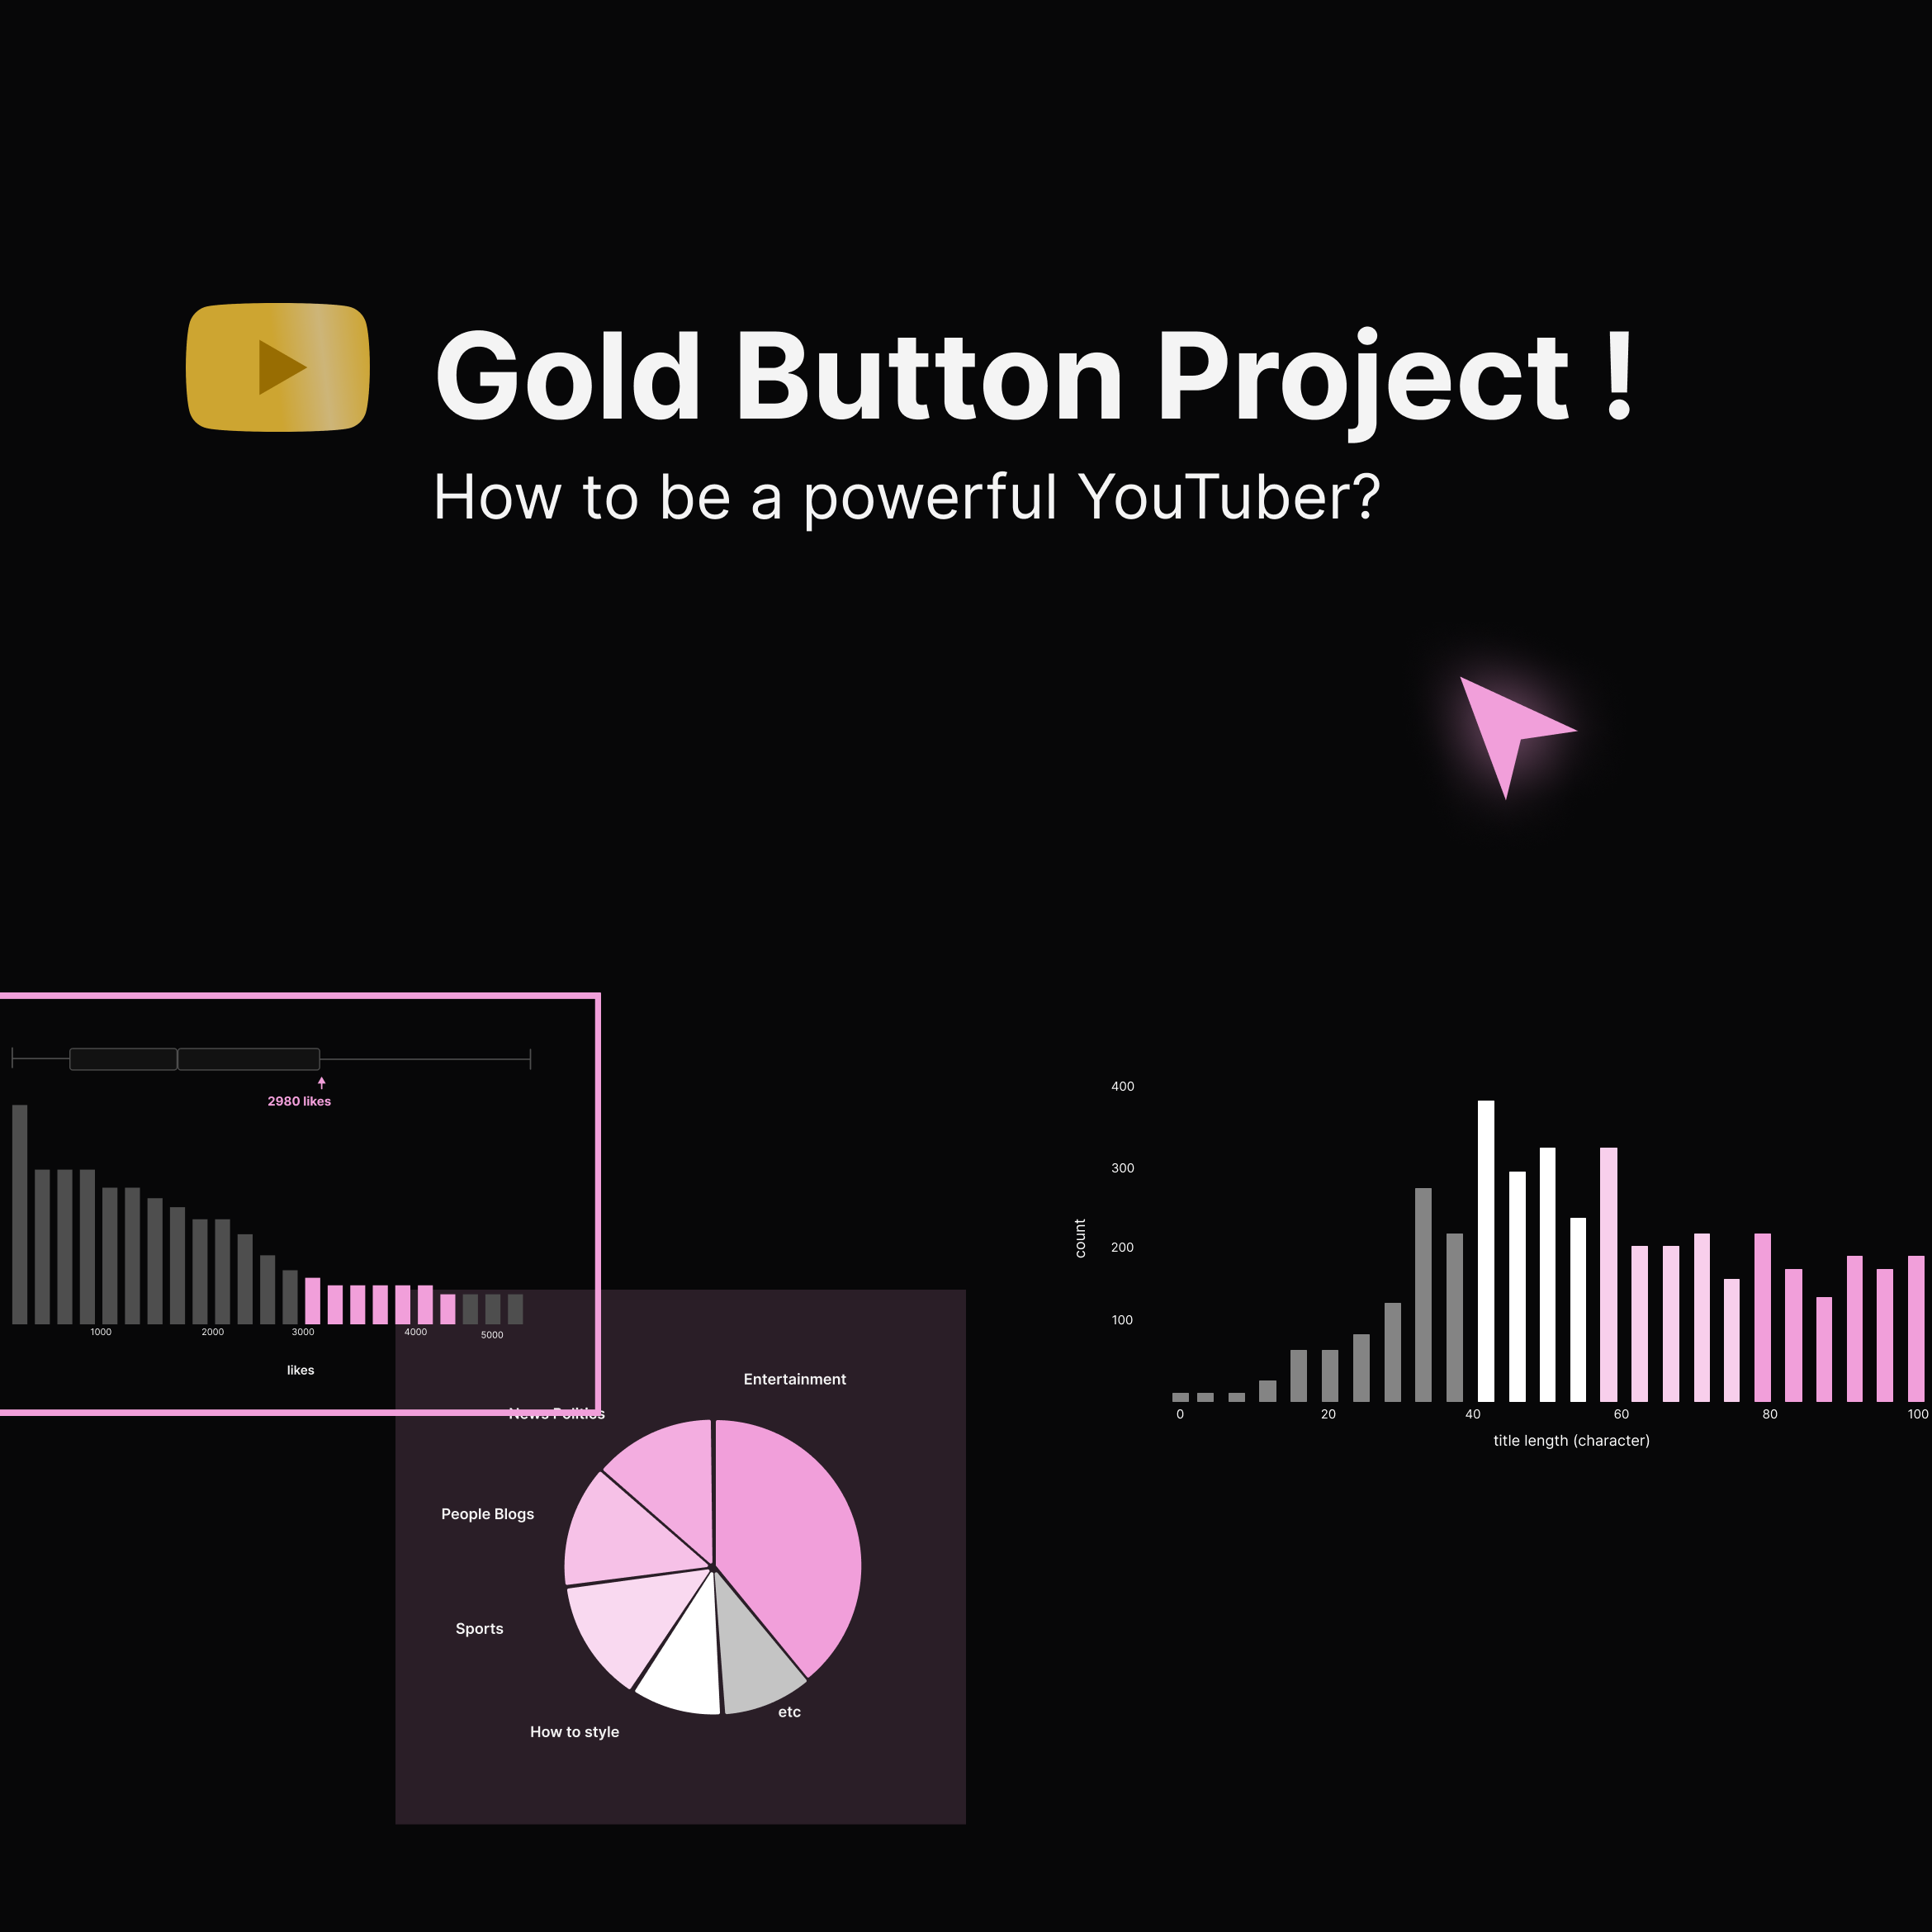 Gold Button Project !
How to be a powerful YouTuber?
2980 likes
1000 2000 3000 4000 5000
likes
400
300
200
100
count
0 20 40 60 80 100
title length (character)
Entertainment
News Politics
People Blogs
Sports
How to style
etc